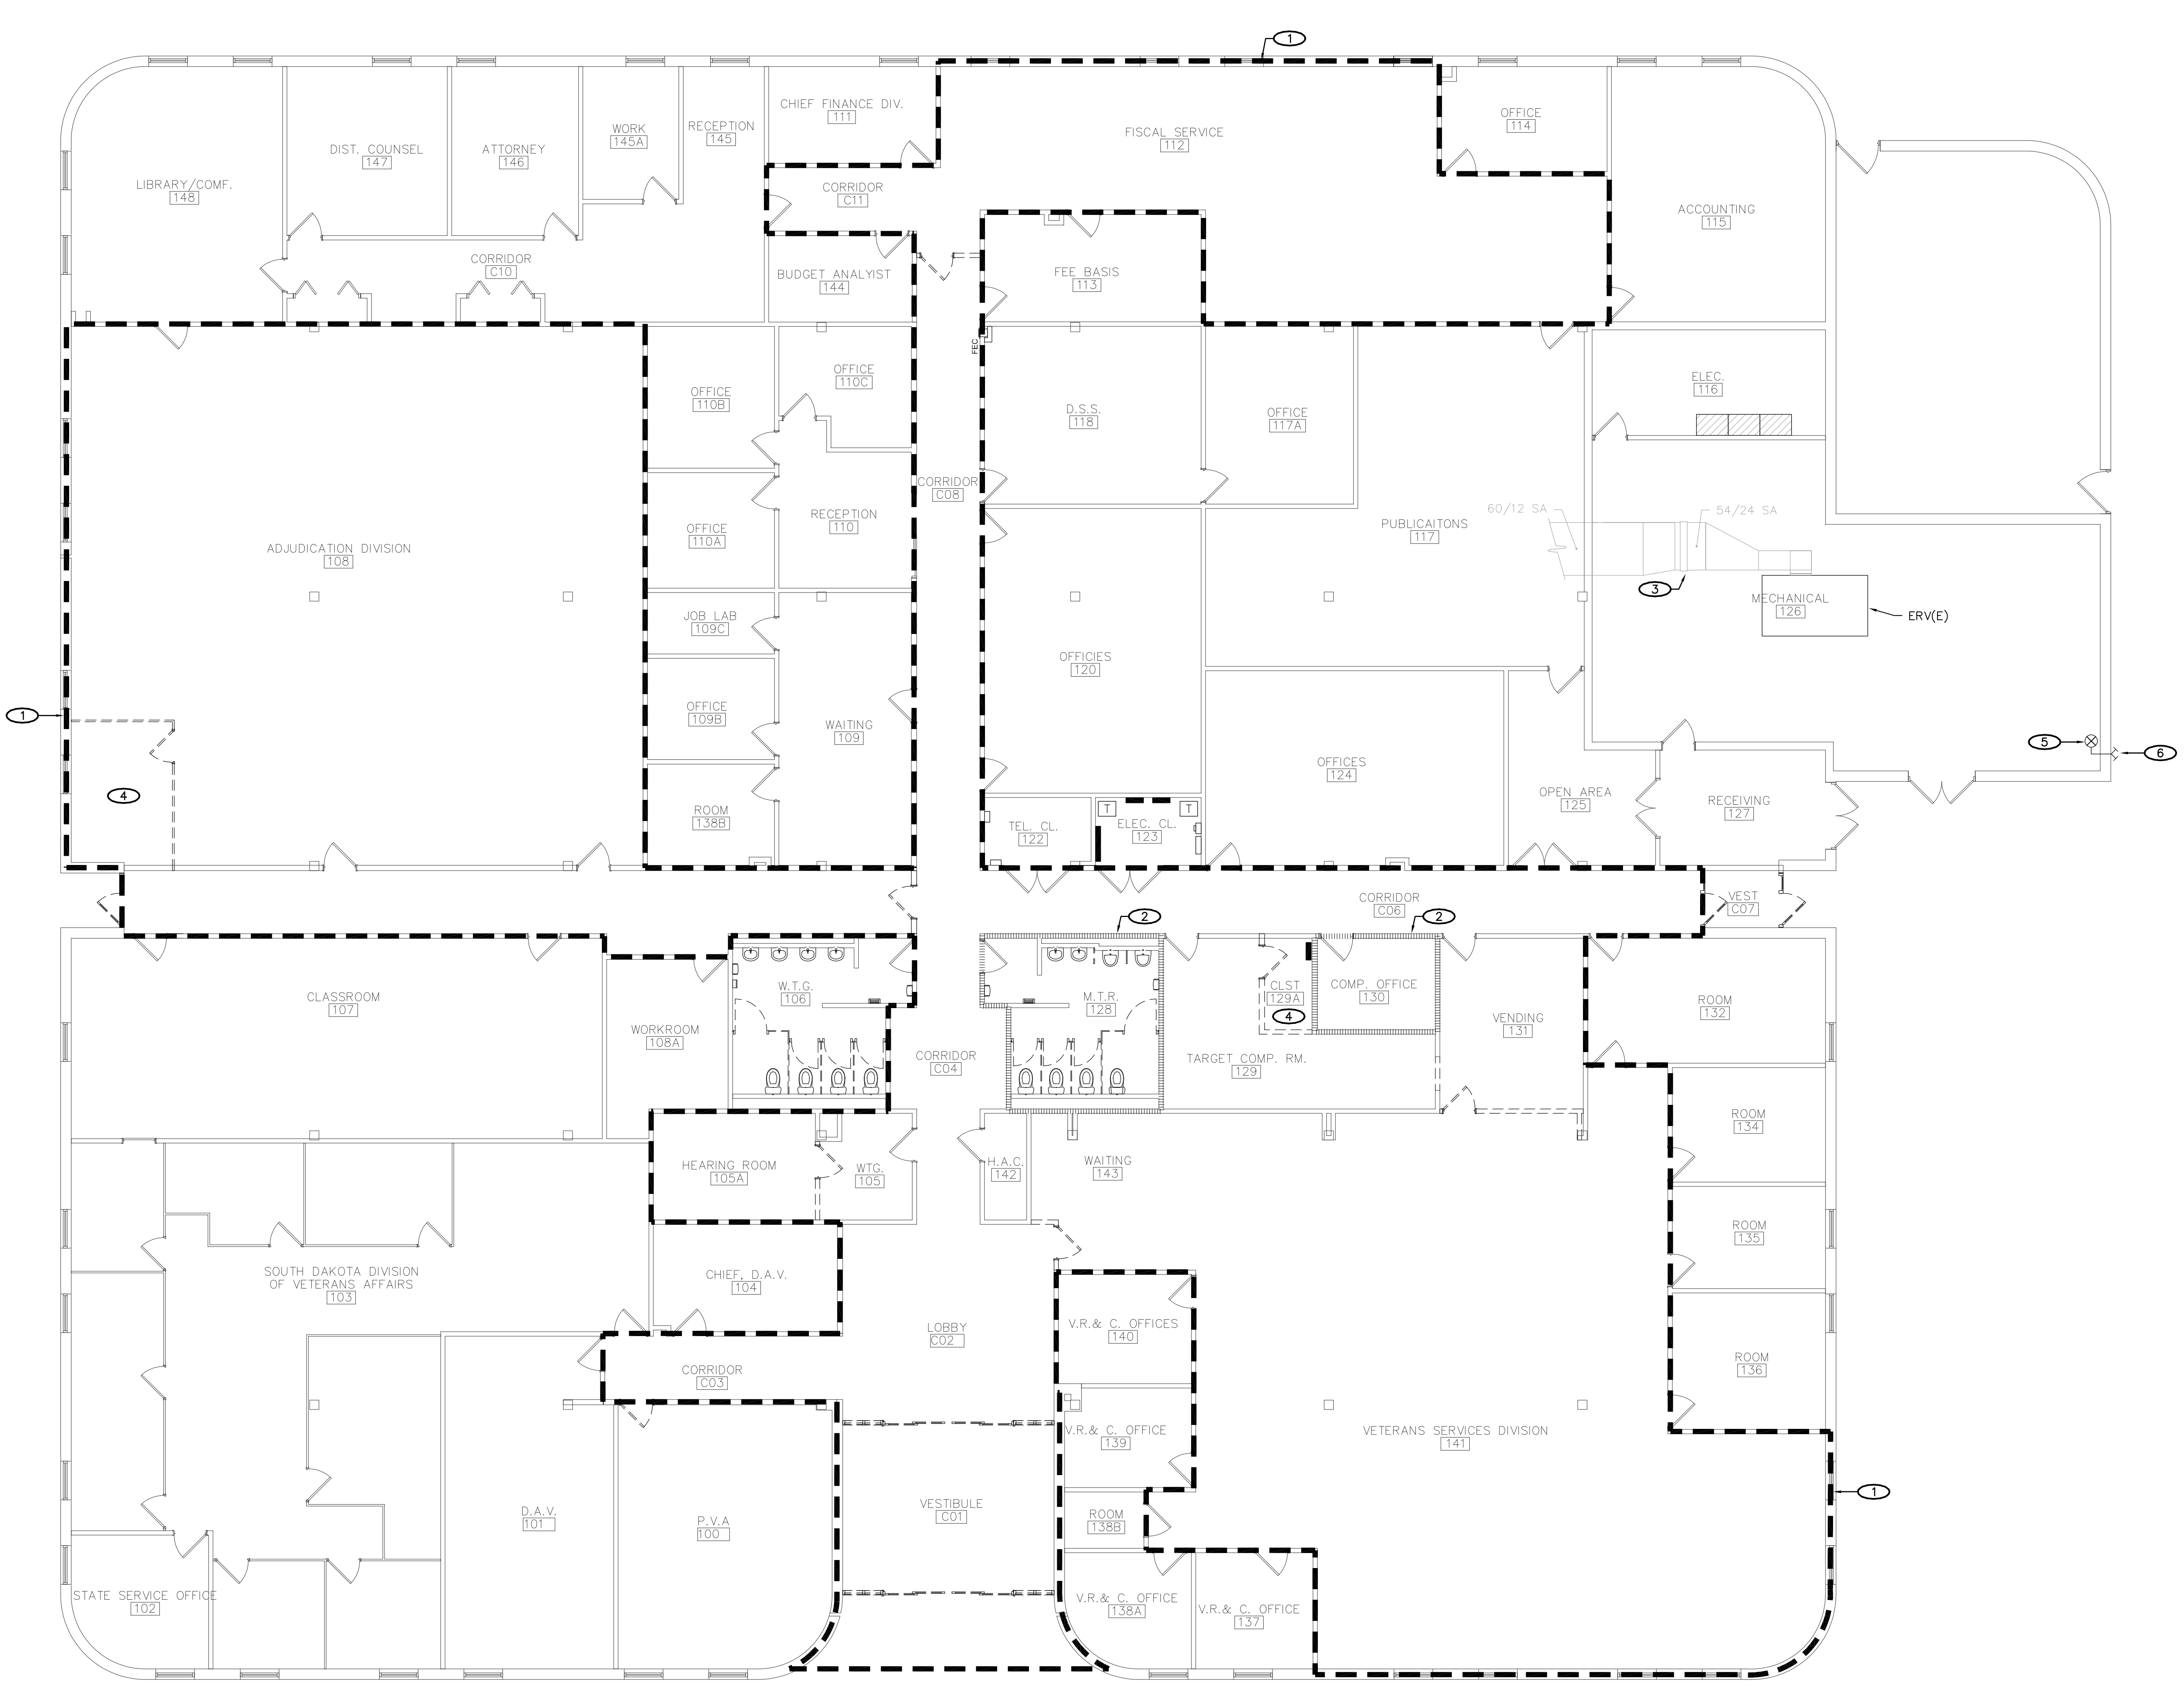 1
CHIEF FINANCE DIV.
111
FISCAL SERVICE
112
OFFICE
114
WORK
145A
RECEPTION
145
DIST. COUNSEL
147
ATTORNEY
146
LIBRARY/COMF.
148
CORRIDOR
C11
ACCOUNTING
115
CORRIDOR
C10
BUDGET ANALYIST
144
FEE BASIS
113
FEC
OFFICE
110C
OFFICE
110B
D.S.S.
118
OFFICE
117A
ELEC.
116
CORRIDOR
C08
RECEPTION
110
OFFICE
110A
PUBLICAITONS
117
60/12 SA
54/24 SA
ADJUDICATION DIVISION
108
3
MECHANICAL
126
ERV(E)
JOB LAB
109C
OFFICIES
120
1
OFFICE
109B
WAITING
109
5
6
OFFICES
124
4
OPEN AREA
125
RECEIVING
127
ROOM
138B
TEL. CL.
122
T
T
ELEC. CL.
123
CORRIDOR
C06
VEST
C07
2
2
CLASSROOM
107
W.T.G.
106
M.T.R.
128
CLST
129A
4
COMP. OFFICE
130
ROOM
132
WORKROOM
108A
VENDING
131
CORRIDOR
C04
TARGET COMP. RM.
129
ROOM
134
HEARING ROOM
105A
WTG.
105
H.A.C.
142
WAITING
143
ROOM
135
SOUTH DAKOTA DIVISION
OF VETERANS AFFAIRS
103
CHIEF, D.A.V.
104
LOBBY
C02
V.R.& C. OFFICES
140
CORRIDOR
C03
ROOM
136
V.R.& C. OFFICE
139
VETERANS SERVICES DIVISION
141
1
D.A.V.
101
P.V.A
100
VESTIBULE
C01
ROOM
138B
STATE SERVICE OFFICE
102
V.R.& C. OFFICE
138A
V.R.& C. OFFICE
137